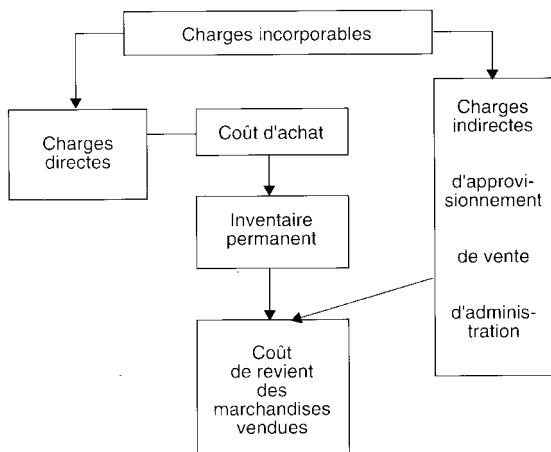 Charges incorporables
Charges
directes
Coût d'achat
Inventaire
permanent
Coût
de revient
des
marchandises
vendues
Charges
indirectes
d'approvi-
sionnement
de vente
d'adminis-
tration